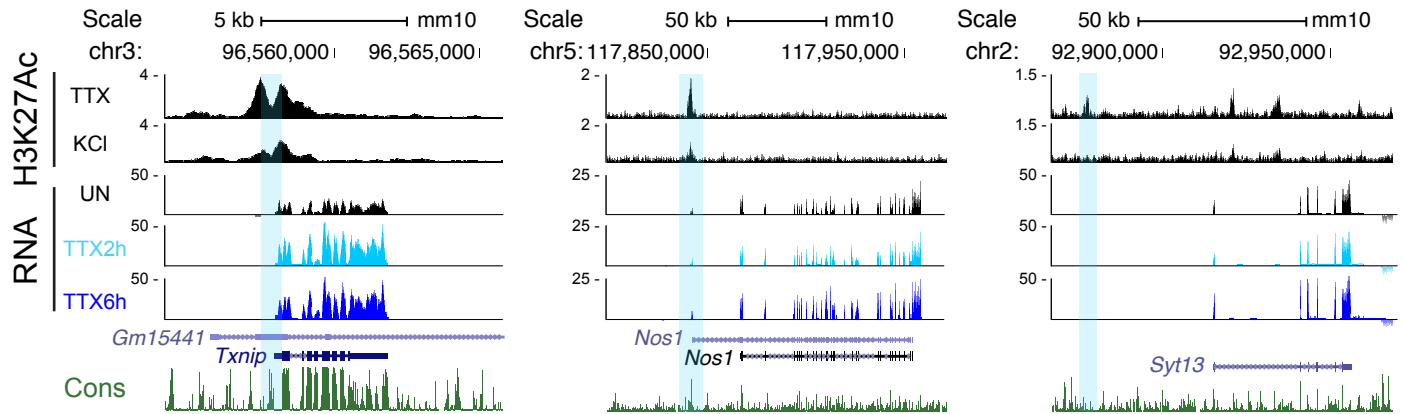 Scale 5 kb mm10 Scale 50 kb mm10 Scale 50 kb mm10
chr3: 96,560,000 96,565,000 chr5: 117,850,000 117,950,000 chr2: 92,900,000 92,950,000
H3K27Ac
TTX 4 - 2 - 1.5 -
KCl 4 - 2 - 1.5 -
RNA
UN 50 - 25 - 50 -
TTX2h 50 - 25 - 50 -
TTX6h 50 - 25 - 50 -
Gm15441 Nos1
Txnip Nos1 Syt13
Cons